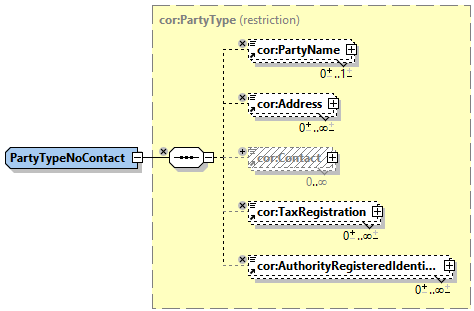 cor:PartyType (restriction)
cor:PartyName
0±..1±
cor:Address
0±..∞±
PartyTypeNoContact
cor:Contact
0..∞
cor:TaxRegistration
0±..∞±
cor:AuthorityRegisteredIdenti...
0±..∞±